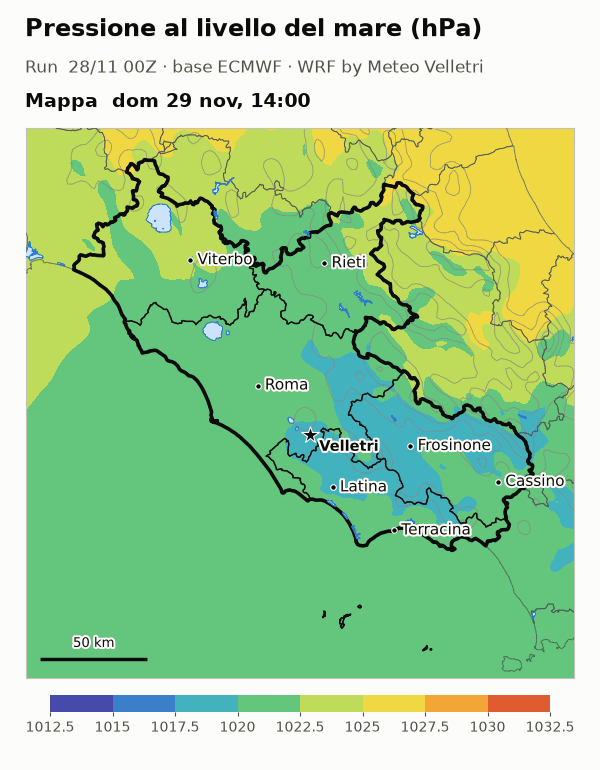 Pressione al livello del mare (hPa)
Run  28/11 00Z · base ECMWF · WRF by Meteo Velletri
Mappa  dom 29 nov, 14:00
Viterbo
Rieti
Roma
Velletri
Frosinone
Cassino
Latina
Terracina
50 km
1012.5 1015 1017.5 1020 1022.5 1025 1027.5 1030 1032.5